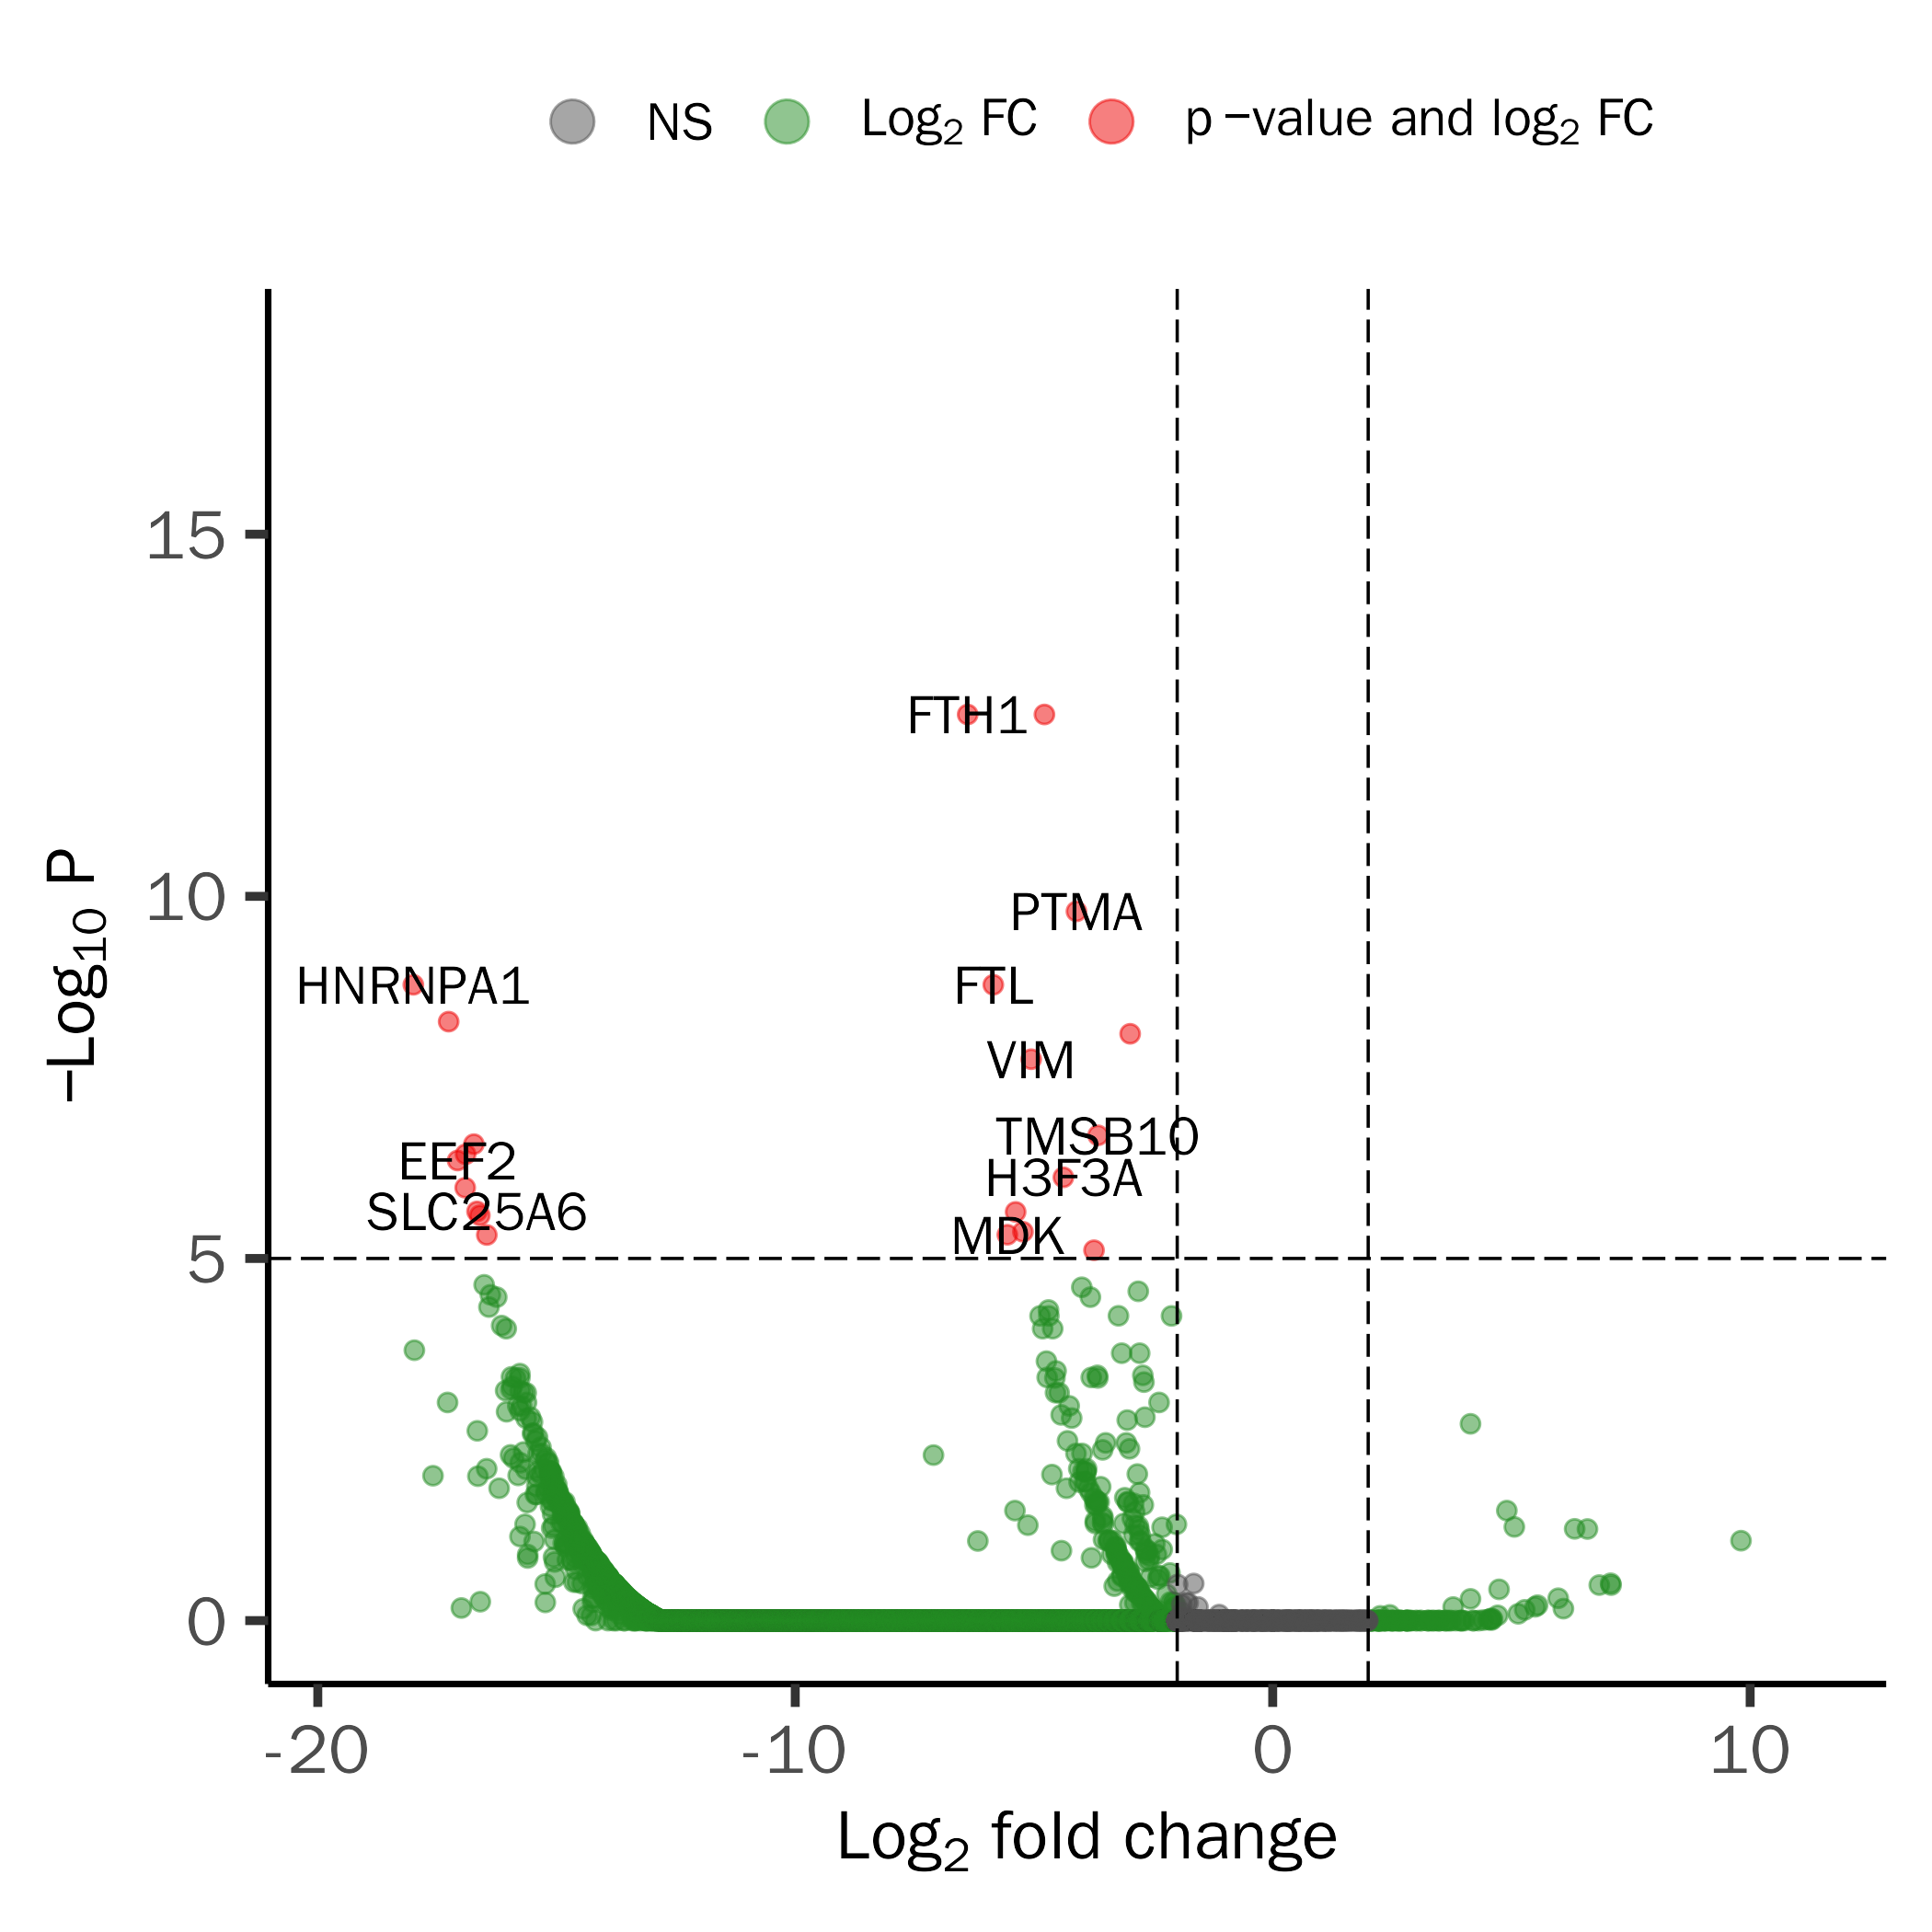 NS Log₂ FC p −value and log₂ FC
−Log₁₀ P
15
10
5
0
FTH1
PTMA
HNRNPA1
FTL
VIM
TMSB10
EEF2
H3F3A
SLC25A6
MDK
-20 -10 0 10
Log₂ fold change